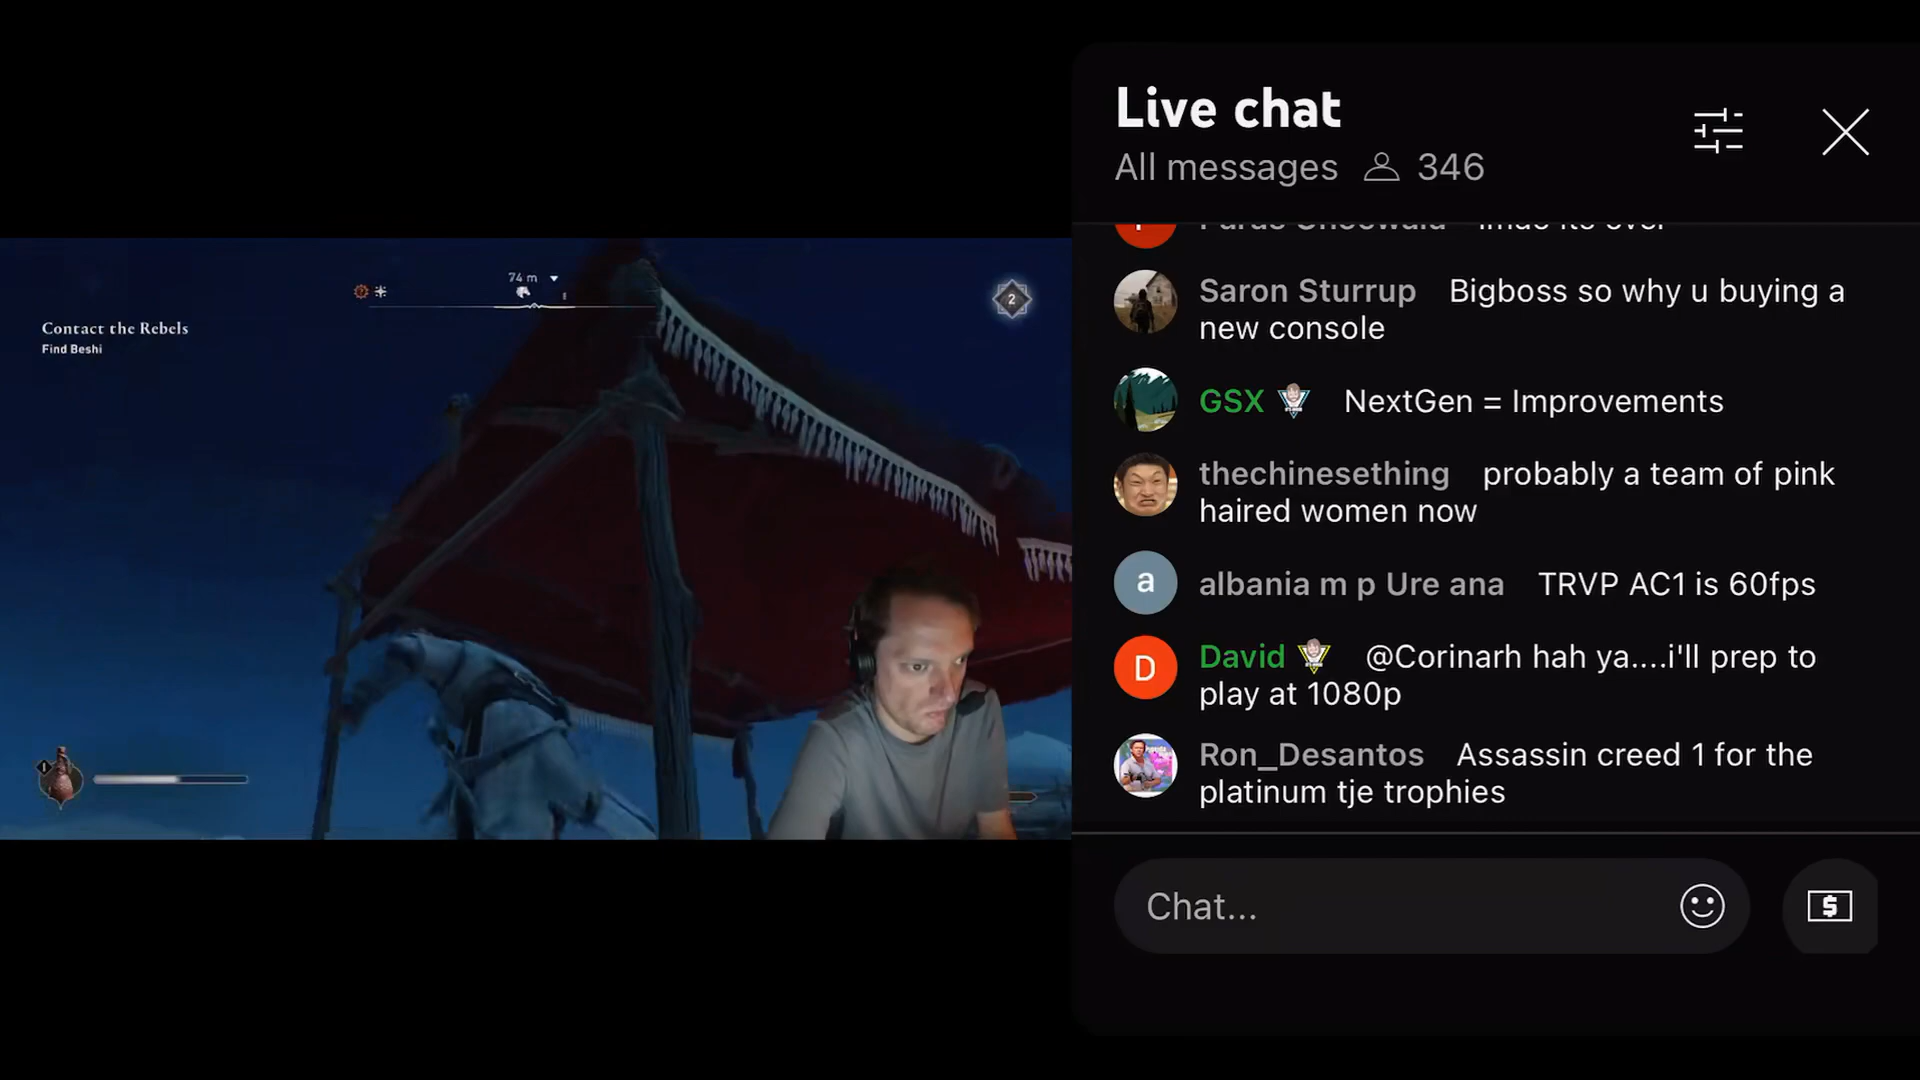 74 m
2
Contact the Rebels
Find Beshi
Live chat
All messages 346
Saron Sturrup Bigboss so why u buying a
new console
GSX NextGen = Improvements
thechinesething probably a team of pink
haired women now
a albania m p Ure ana TRVP AC1 is 60fps
D David @Corinarh hah ya....i'll prep to
play at 1080p
Ron_Desantos Assassin creed 1 for the
platinum tje trophies
Chat...
$